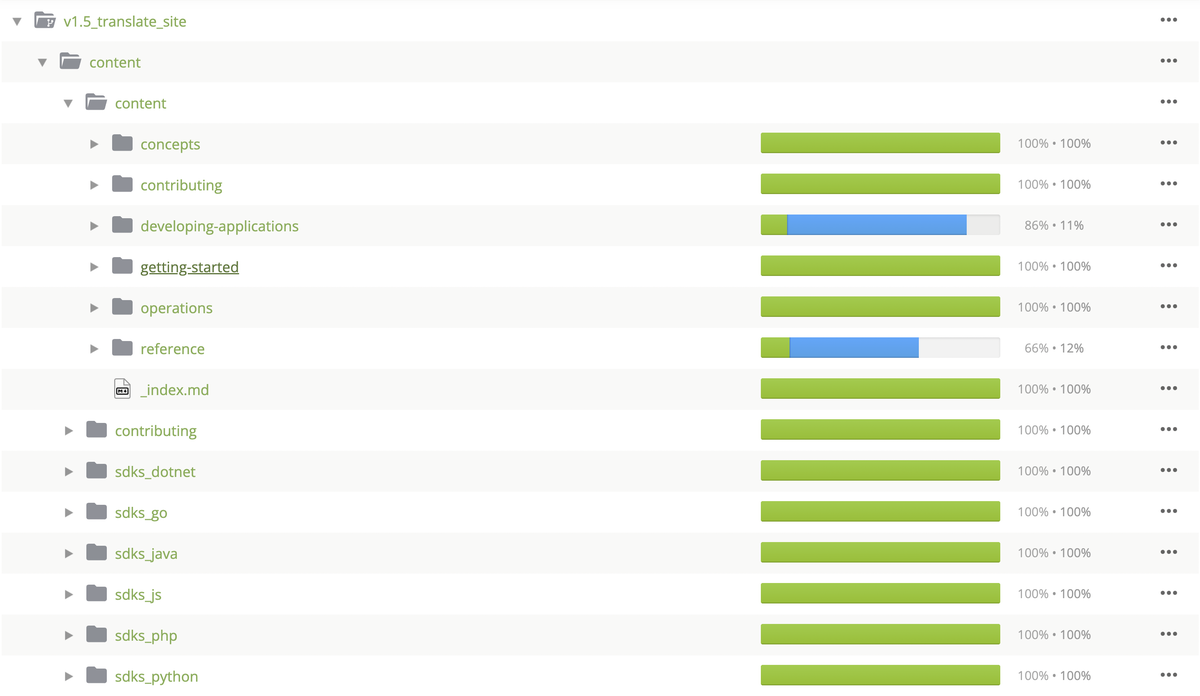 v1.5_translate_site
content
content
concepts 100% • 100%
contributing 100% • 100%
developing-applications 86% • 11%
getting-started 100% • 100%
operations 100% • 100%
reference 66% • 12%
_index.md 100% • 100%
contributing 100% • 100%
sdks_dotnet 100% • 100%
sdks_go 100% • 100%
sdks_java 100% • 100%
sdks_js 100% • 100%
sdks_php 100% • 100%
sdks_python 100% • 100%